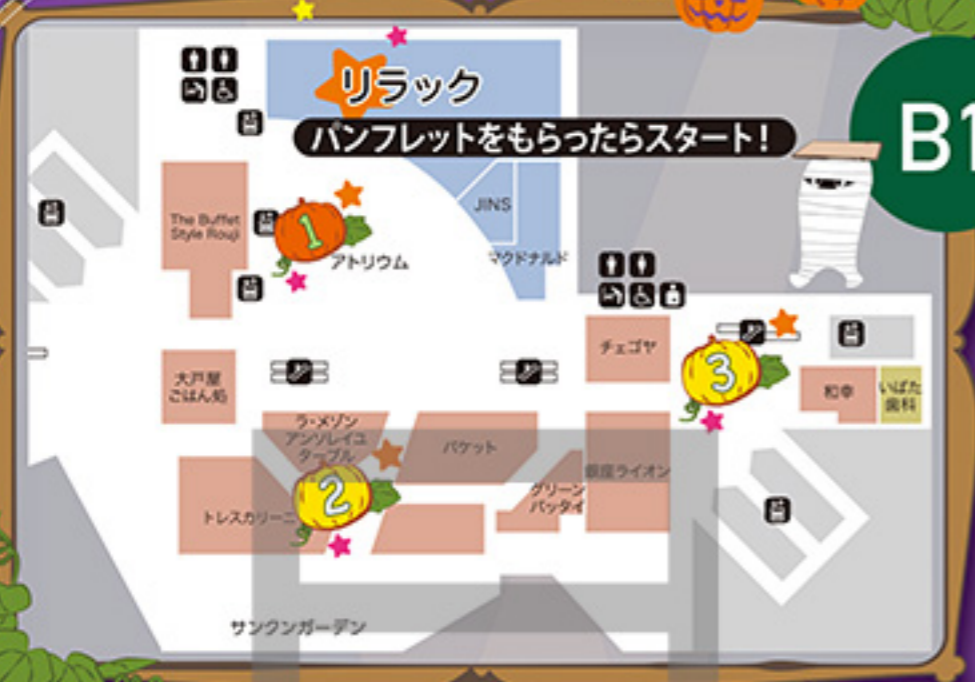 リラック
パンフレットをもらったらスタート!
B1
The Buffet
Style Rouji
1
アトリウム
JINS
マクドナルド
チェゴヤ
3
和幸
いばた
歯科
大戸屋
ごはん処
ラ・メゾン
アンソレイユ
ターブル
バケット
銀座ライオン
グリーン
パッタイ
2
トレスカリーニ
サンクンガーデン